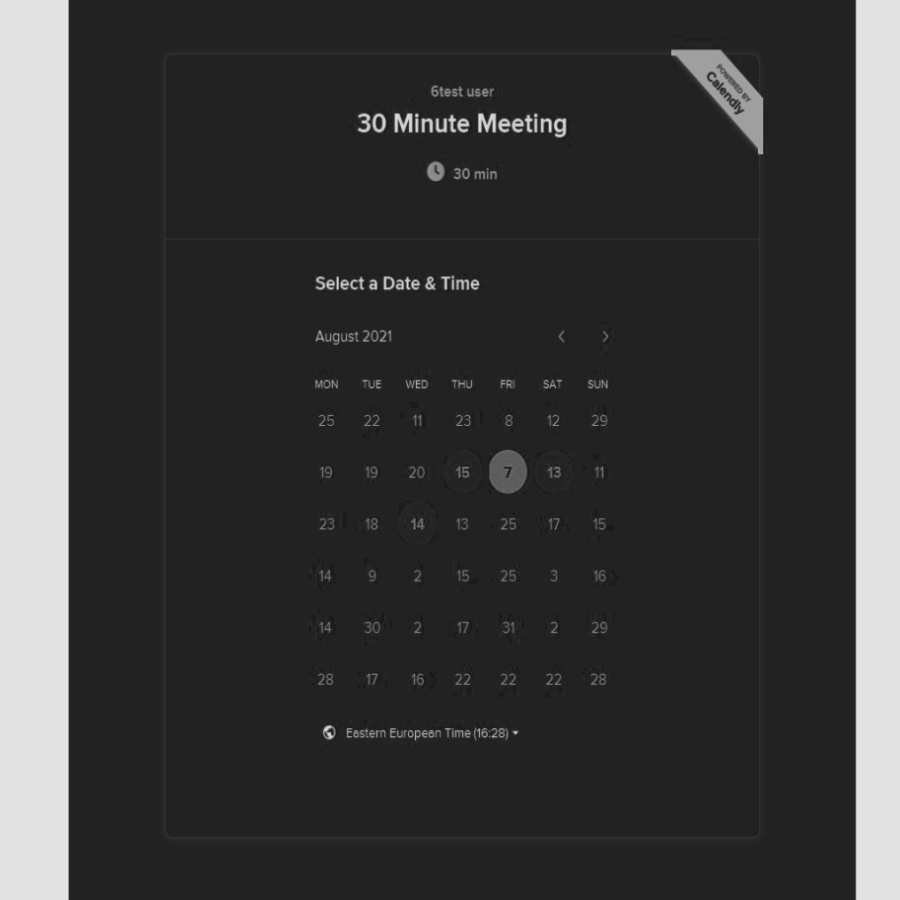 POWERED BY
Calendly
6test user
30 Minute Meeting
30 min
Select a Date & Time
August 2021
MON TUE WED THU FRI SAT SUN
25 22 11 23 8 12 29
19 19 20 15 7 13 11
23 18 14 13 25 17 15
14 9 2 15 25 3 16
14 30 2 17 31 2 29
28 17 16 22 22 22 28
Eastern European Time (16:28)